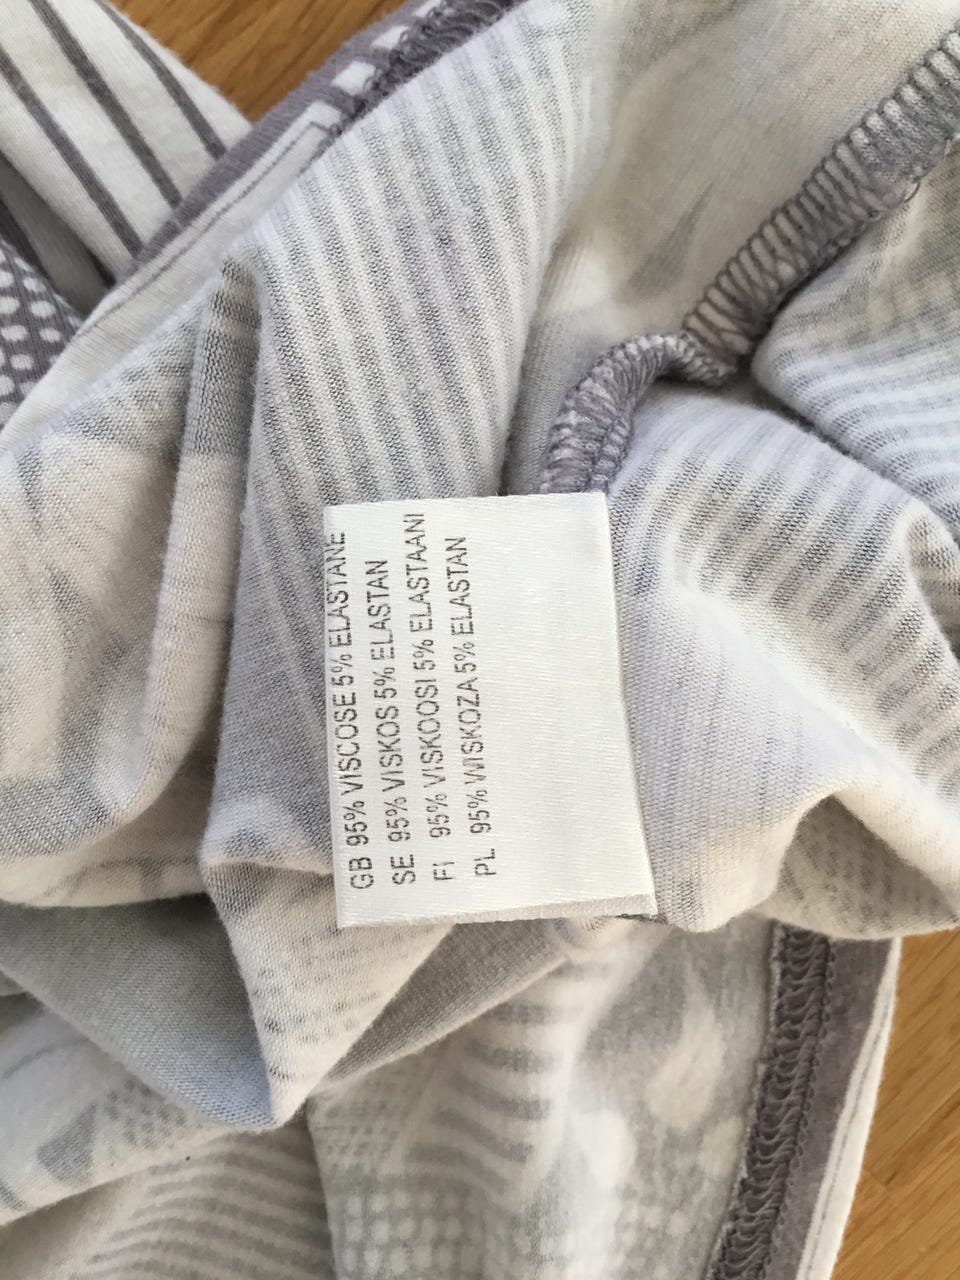 GB 95% VISCOSE 5% ELASTANE
SE 95% VISKOS 5% ELASTAN
FI 95% VISKOOSI 5% ELASTAANI
PL 95% WISKOZA 5% ELASTAN